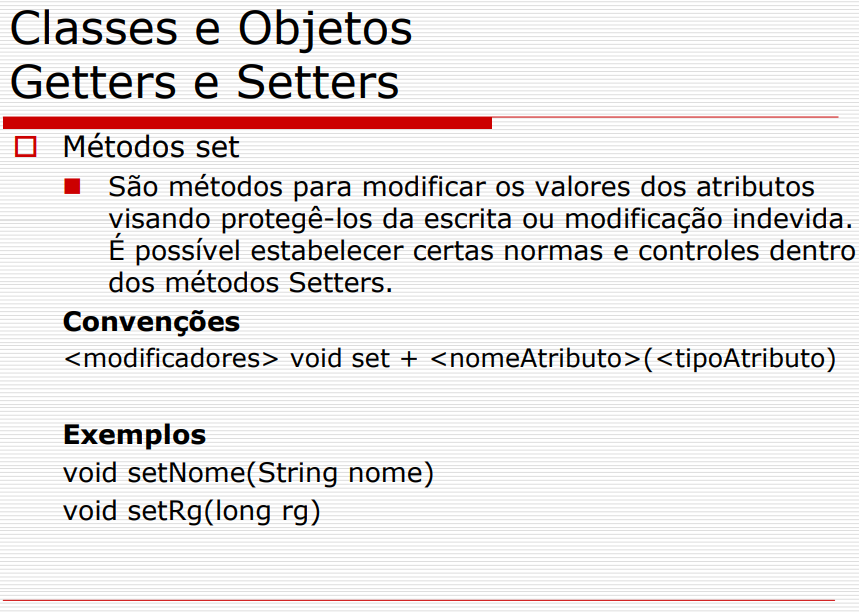 Classes e Objetos
Getters e Setters
Métodos set
São métodos para modificar os valores dos atributos
visando protegê-los da escrita ou modificação indevida.
É possível estabelecer certas normas e controles dentro
dos métodos Setters.
Convenções
<modificadores> void set + <nomeAtributo>(<tipoAtributo)
Exemplos
void setNome(String nome)
void setRg(long rg)